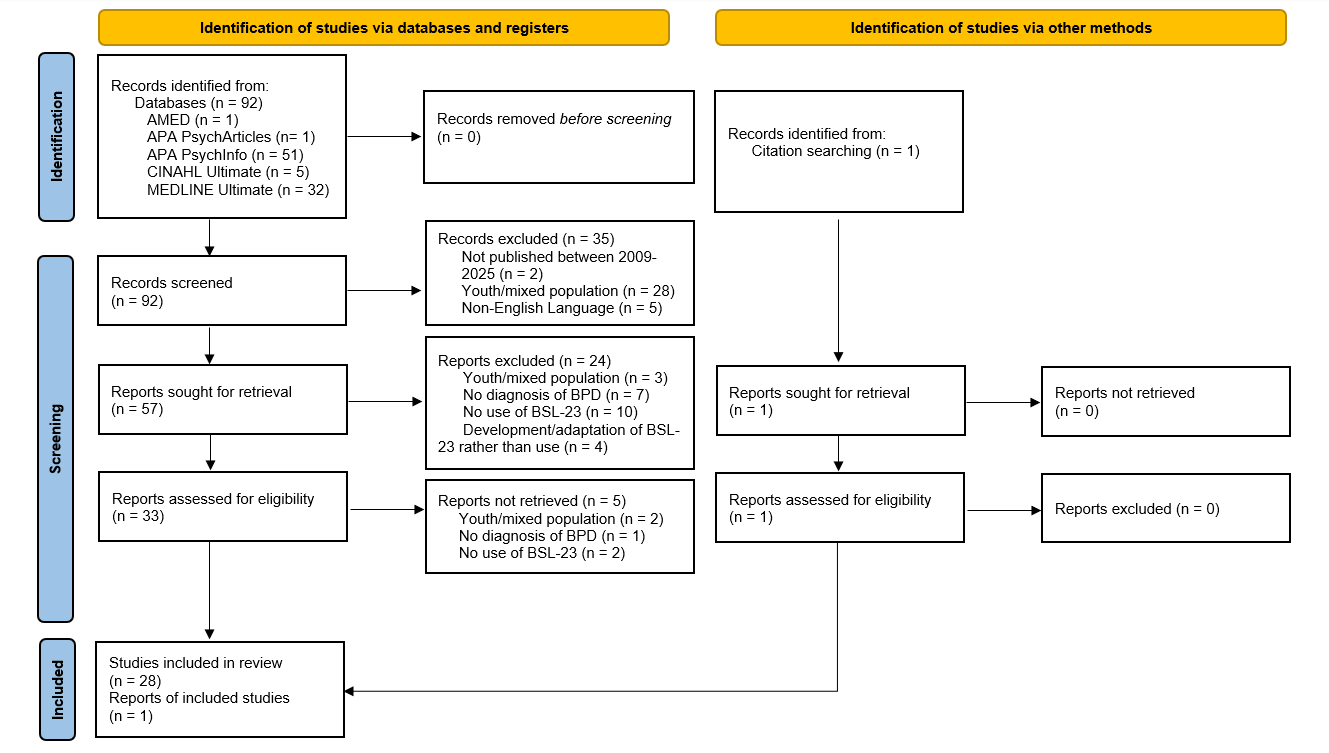 Identification of studies via databases and registers
Identification of studies via other methods
Identification
Records identified from:
Databases (n = 92)
AMED (n = 1)
APA PsychArticles (n= 1)
APA PsychInfo (n = 51)
CINAHL Ultimate (n = 5)
MEDLINE Ultimate (n = 32)
Records removed before screening
(n = 0)
Records identified from:
Citation searching (n = 1)
Screening
Records screened
(n = 92)
Records excluded (n = 35)
Not published between 2009-
2025 (n = 2)
Youth/mixed population (n = 28)
Non-English Language (n = 5)
Reports sought for retrieval
(n = 57)
Reports excluded (n = 24)
Youth/mixed population (n = 3)
No diagnosis of BPD (n = 7)
No use of BSL-23 (n = 10)
Development/adaptation of BSL-
23 rather than use (n = 4)
Reports sought for retrieval
(n = 1)
Reports not retrieved
(n = 0)
Reports assessed for eligibility
(n = 33)
Reports not retrieved (n = 5)
Youth/mixed population (n = 2)
No diagnosis of BPD (n = 1)
No use of BSL-23 (n = 2)
Reports assessed for eligibility
(n = 1)
Reports excluded (n = 0)
Included
Studies included in review
(n = 28)
Reports of included studies
(n = 1)